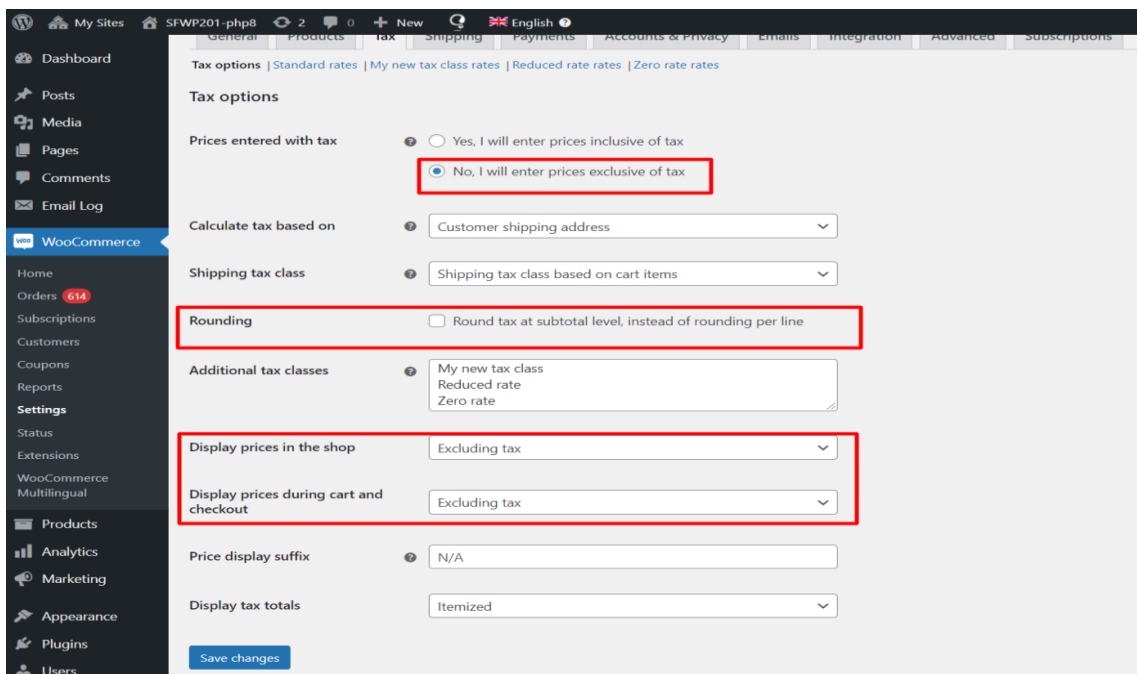 My Sites SFWP201-php8 2 0 New English
General Products Tax Shipping Payments Accounts & Privacy Emails Integration Advanced Subscriptions
Dashboard
Posts
Media
Pages
Comments
Email Log
WooCommerce
Home
Orders 614
Subscriptions
Customers
Coupons
Reports
Settings
Status
Extensions
WooCommerce
Multilingual
Products
Analytics
Marketing
Appearance
Plugins
Users
Tax options | Standard rates | My new tax class rates | Reduced rate rates | Zero rate rates
Tax options
Prices entered with tax ? Yes, I will enter prices inclusive of tax
No, I will enter prices exclusive of tax
Calculate tax based on ? Customer shipping address
Shipping tax class ? Shipping tax class based on cart items
Rounding Round tax at subtotal level, instead of rounding per line
Additional tax classes ? My new tax class
Reduced rate
Zero rate
Display prices in the shop Excluding tax
Display prices during cart and
checkout Excluding tax
Price display suffix ? N/A
Display tax totals Itemized
Save changes